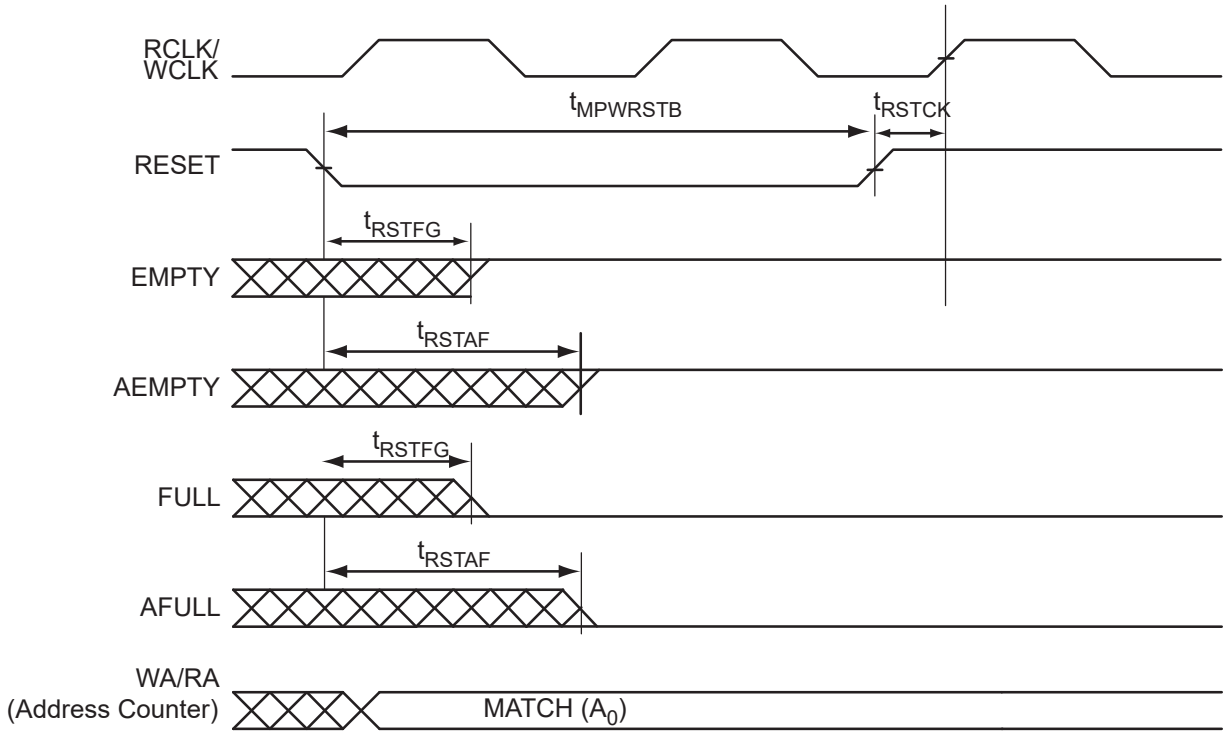 RCLK/
WCLK
tMPWRSTB
tRSTCK
RESET
tRSTFG
EMPTY
tRSTAF
AEMPTY
tRSTFG
FULL
tRSTAF
AFULL
WA/RA
(Address Counter)
MATCH (A0)